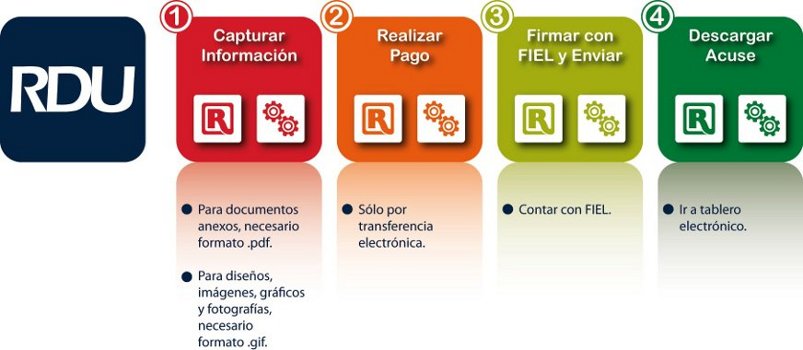 RDU
1
Capturar
Información
R
Para documentos
anexos, necesario
formato .pdf.
Para diseños,
imágenes, gráficos
y fotografías,
necesario
formato .gif.
2
Realizar
Pago
R
Sólo por
transferencia
electrónica.
3
Firmar con
FIEL y Enviar
R
Contar con FIEL.
4
Descargar
Acuse
R
Ir a tablero
electrónico.